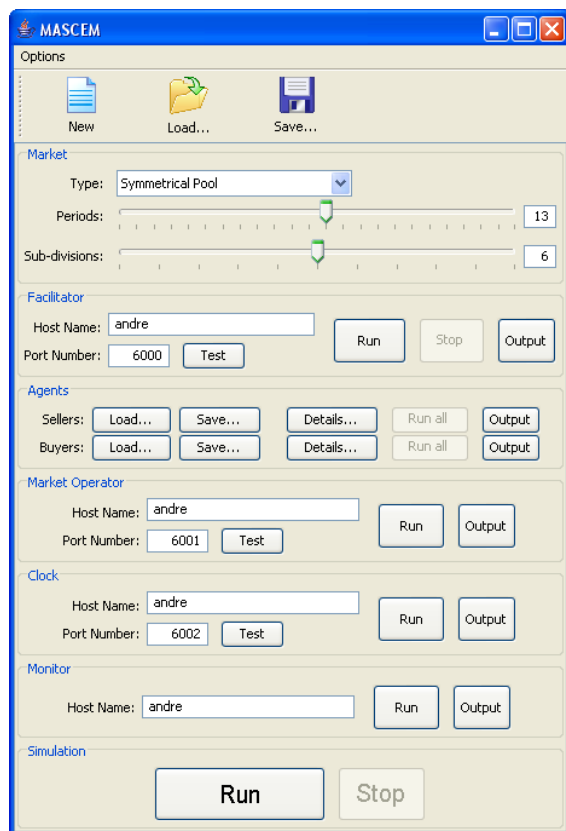 MASCEM
Options
New Load... Save...
Market
Type: Symmetrical Pool
Periods: 13
Sub-divisions: 6
Facilitator
Host Name: andre
Run Stop Output
Port Number: 6000 Test
Agents
Sellers: Load... Save... Details... Run all Output
Buyers: Load... Save... Details... Run all Output
Market Operator
Host Name: andre
Run Output
Port Number: 6001 Test
Clock
Host Name: andre
Run Output
Port Number: 6002 Test
Monitor
Host Name: andre Run Output
Simulation
Run Stop